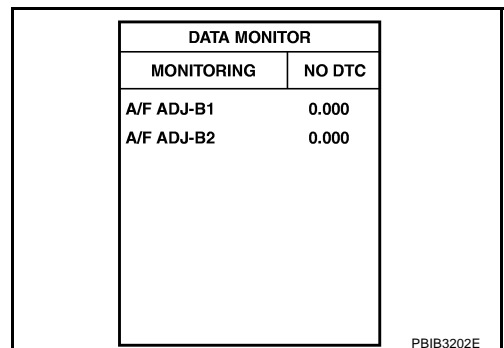 DATA MONITOR
MONITORING NO DTC
A/F ADJ-B1 0.000
A/F ADJ-B2 0.000
PBIB3202E